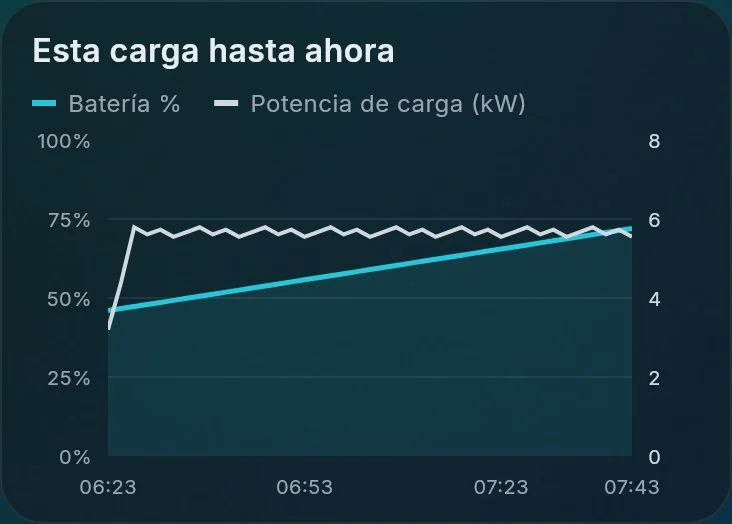 Esta carga hasta ahora
Batería % Potencia de carga (kW)
100% 8
75% 6
50% 4
25% 2
0% 0
06:23 06:53 07:23 07:43